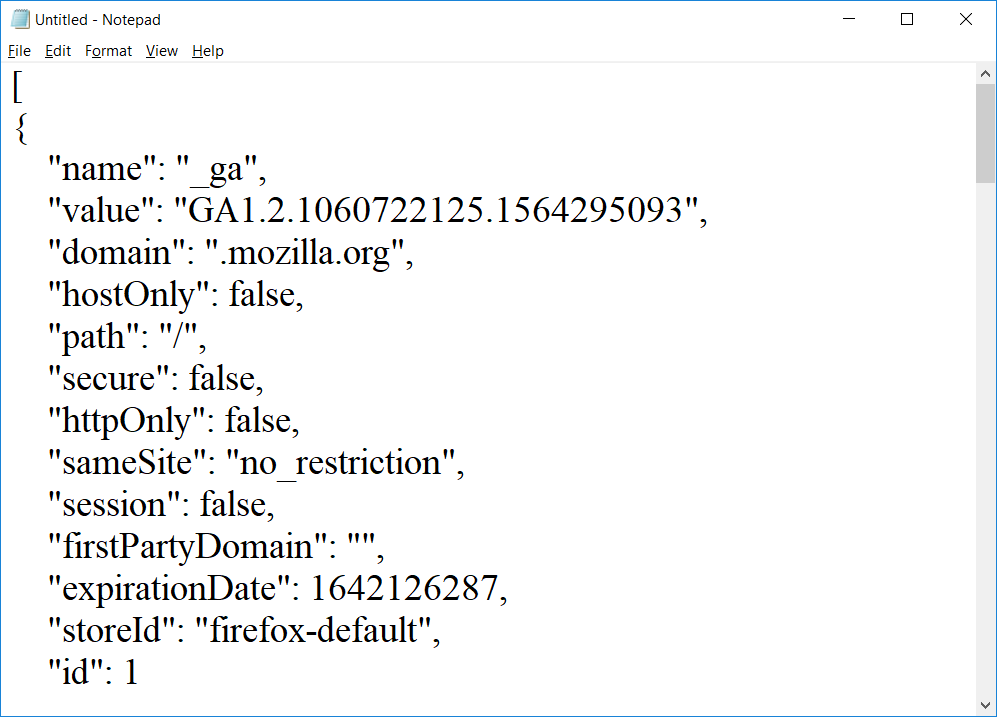 Untitled - Notepad
File Edit Format View Help
[
{
"name": "_ga",
"value": "GA1.2.1060722125.1564295093",
"domain": ".mozilla.org",
"hostOnly": false,
"path": "/",
"secure": false,
"httpOnly": false,
"sameSite": "no_restriction",
"session": false,
"firstPartyDomain": "",
"expirationDate": 1642126287,
"storeId": "firefox-default",
"id": 1